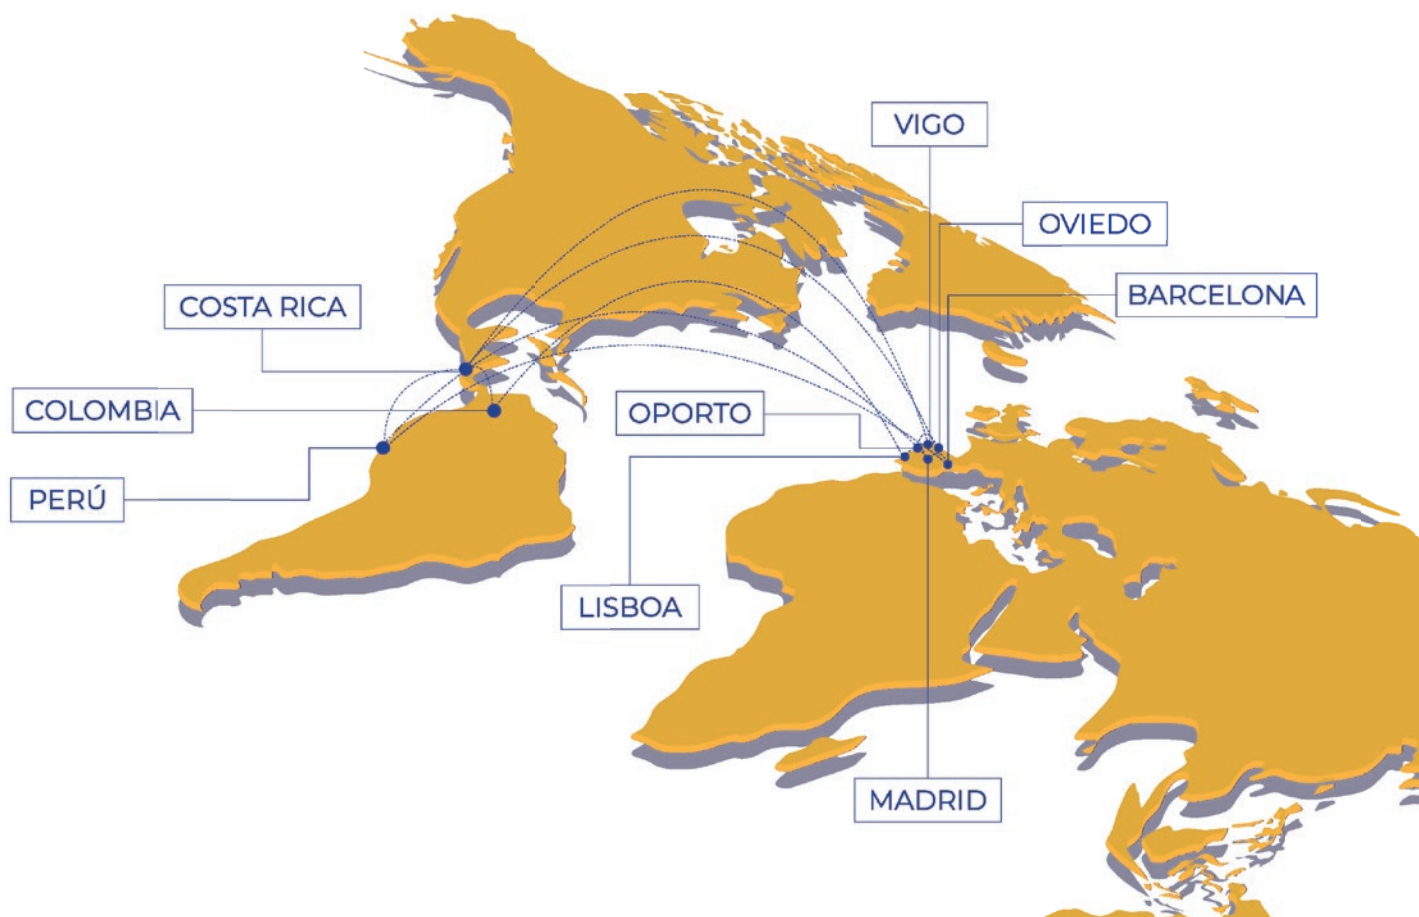 VIGO
OVIEDO
BARCELONA
COSTA RICA
COLOMBIA
OPORTO
PERÚ
LISBOA
MADRID